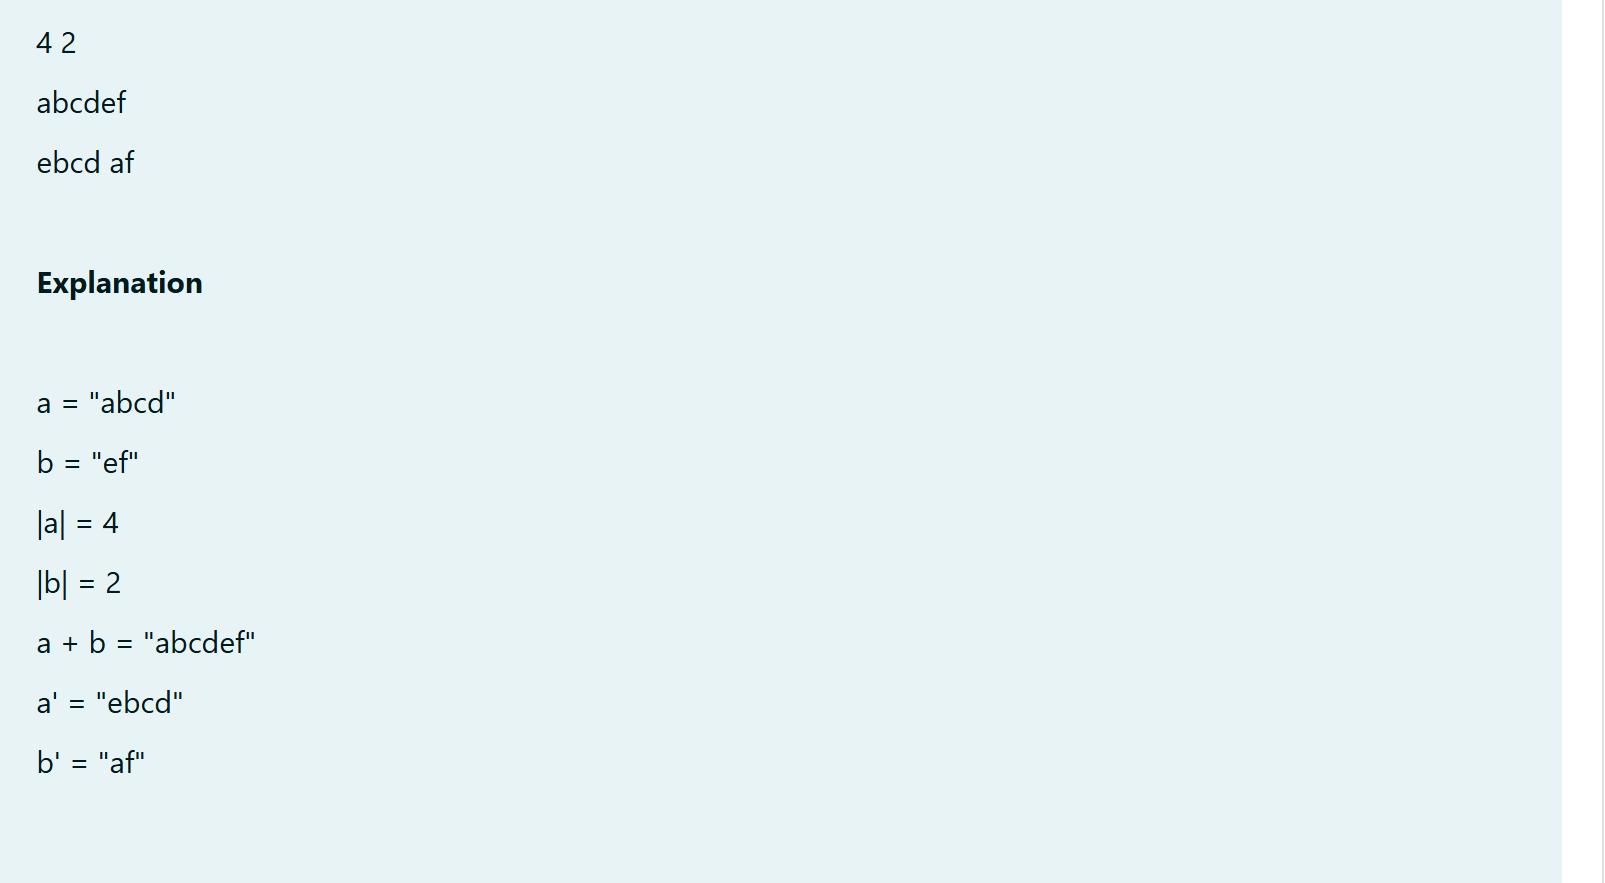 4 2
abcdef
ebcd af
Explanation
a = "abcd"
b = "ef"
|a| = 4
|b| = 2
a + b = "abcdef"
a' = "ebcd"
b' = "af"